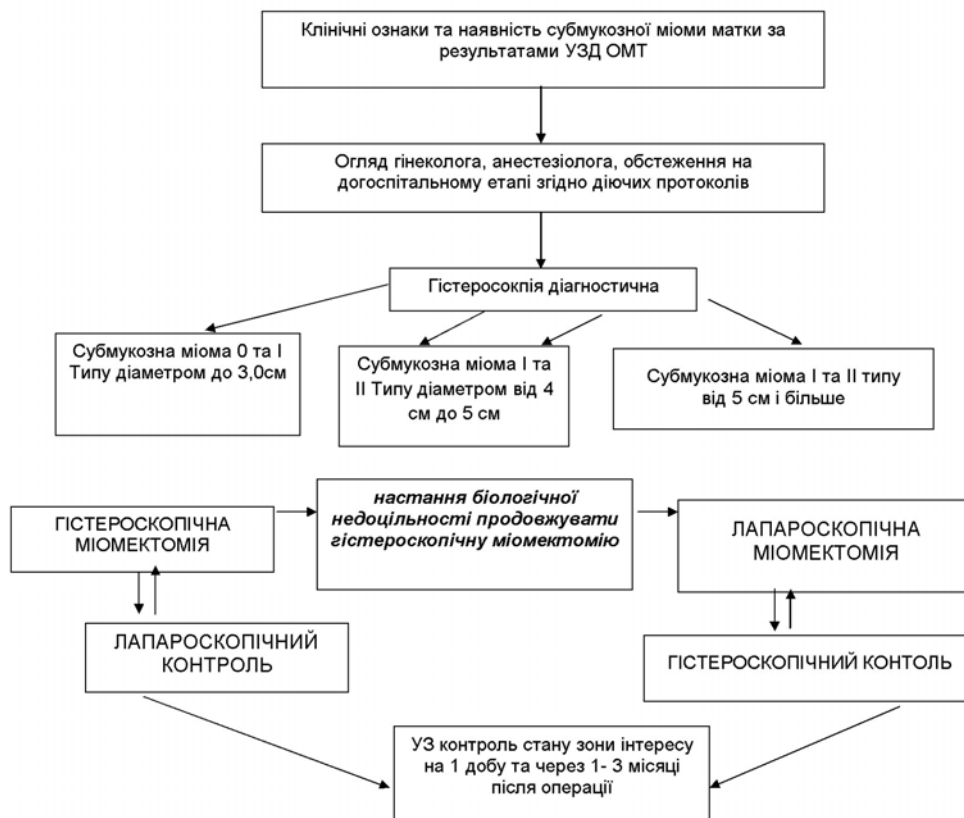 Клінічні ознаки та наявність субмукозної міоми матки за
результатами УЗД ОМТ
Огляд гінеколога, анестезіолога, обстеження на
догоспітальному етапі згідно діючих протоколів
Гістеросокпія діагностична
Субмукозна міома 0 та І
Типу діаметром до 3,0см
Субмукозна міома І та
ІІ Типу діаметром від 4
см до 5 см
Субмукозна міома І та ІІ типу
від 5 см і більше
ГІСТЕРОСКОПІЧНА
МІОМЕКТОМІЯ
настання біологічної
недоцільності продовжувати
гістероскопічну міомектомію
ЛАПАРОСКОПІЧНА
МІОМЕКТОМІЯ
ЛАПАРОСКОПІЧНИЙ
КОНТРОЛЬ
ГІСТЕРОСКОПІЧНИЙ КОНТОЛЬ
УЗ контроль стану зони інтересу
на 1 добу та через 1- 3 місяці
після операції